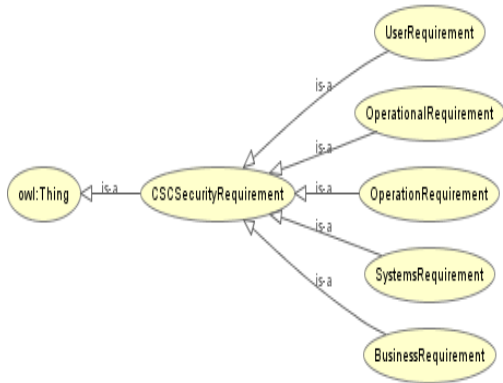 UserRequirement
is-a
OperationalRequirement
is-a
owl:Thing
is-a
CSCSecurityRequirement
is-a
OperationRequirement
is-a
SystemsRequirement
is-a
BusinessRequirement